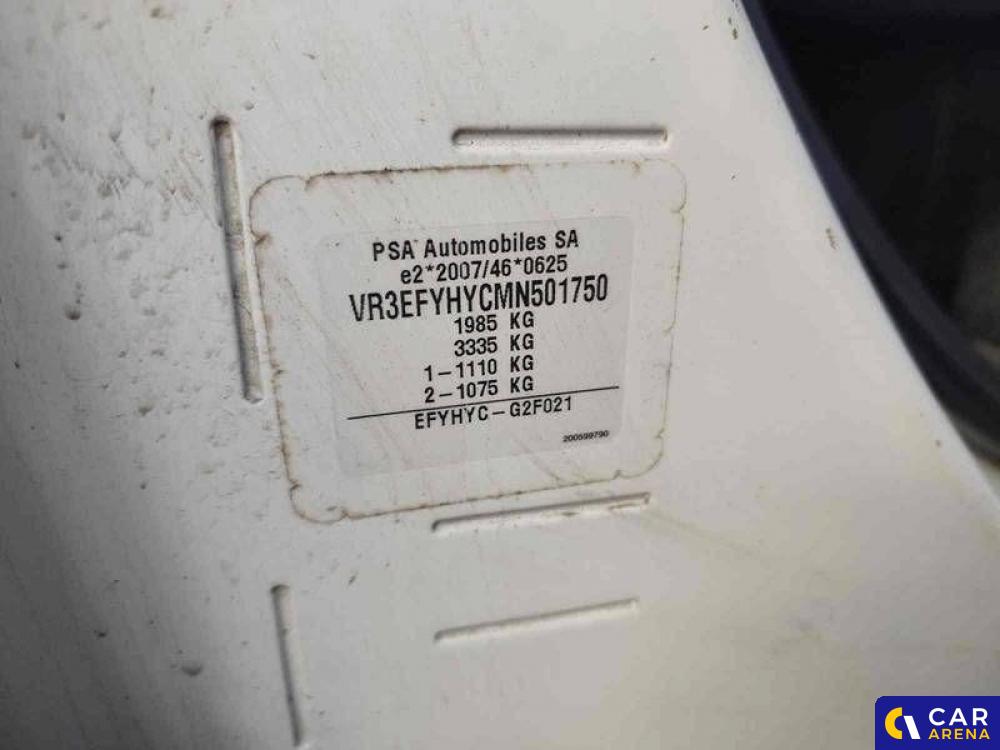 PSA Automobiles SA
e2*2007/46*0625
VR3EFYHYCMN501750
1985 KG
3335 KG
1-1110 KG
2-1075 KG
EFYHYC-G2F021
200599790
CAR
ARENA